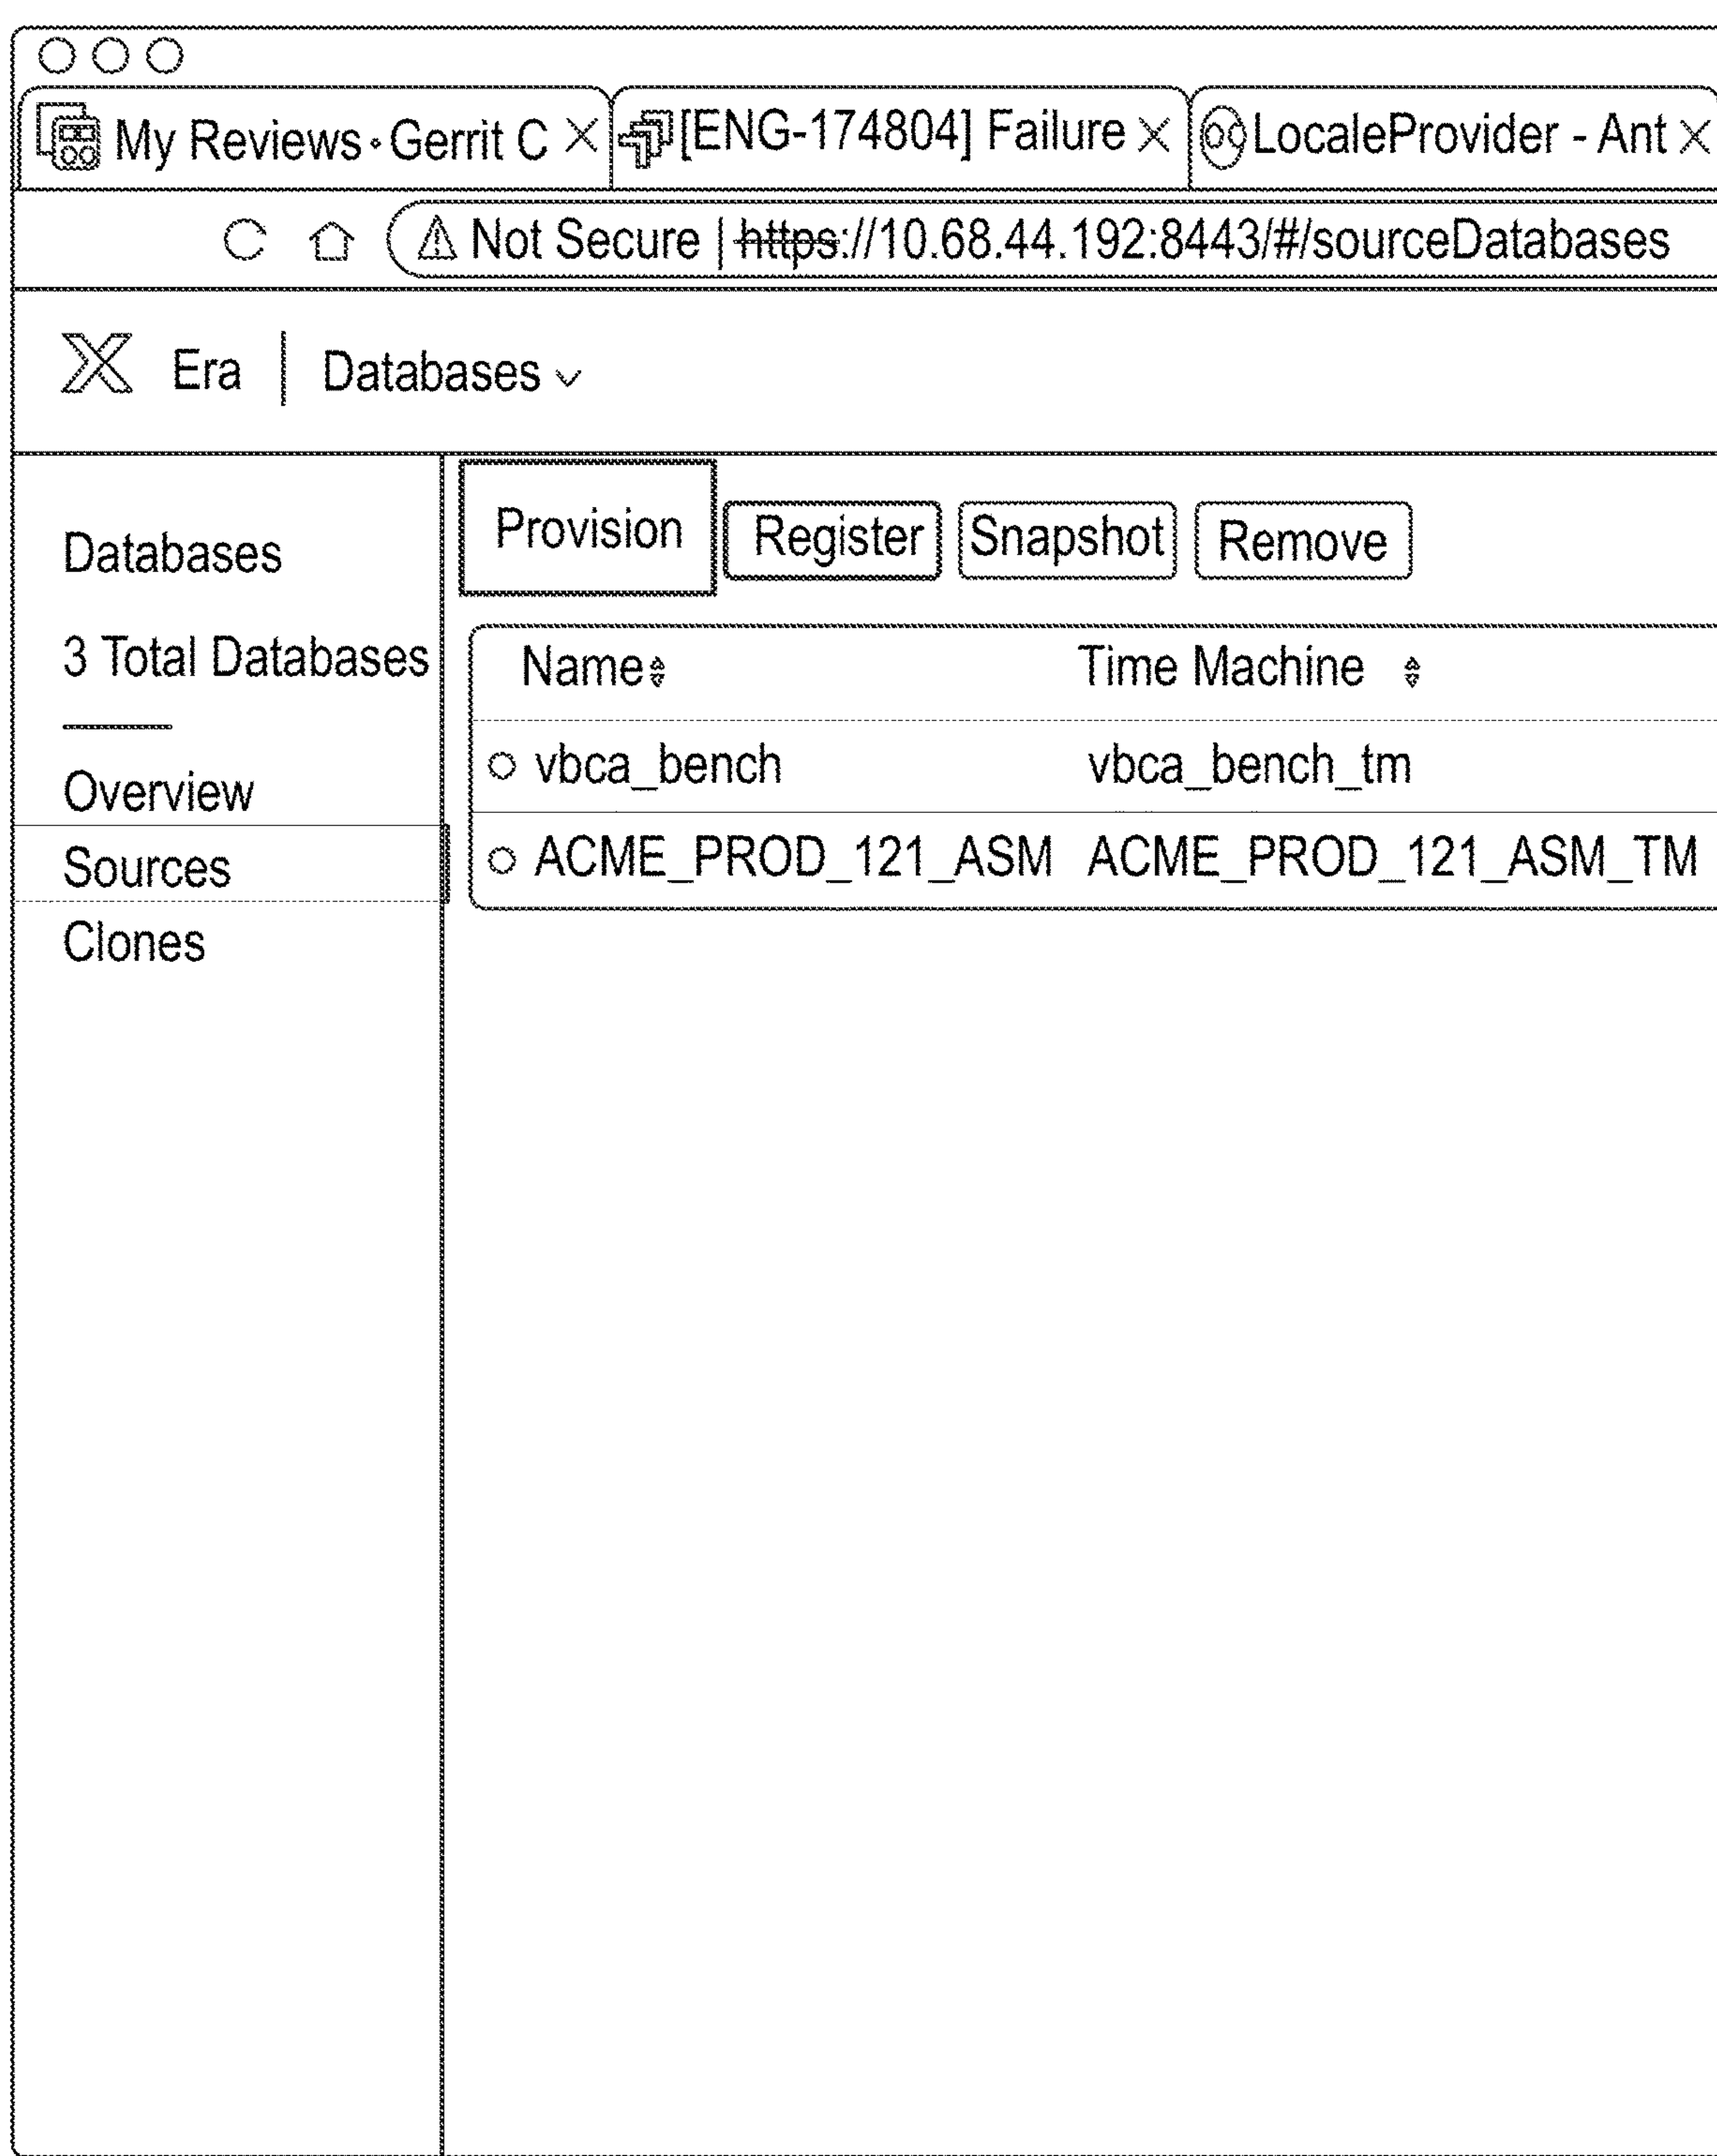 My Reviews · Gerrit C [ENG-174804] Failure LocaleProvider - Ant
Not Secure | https://10.68.44.192:8443/#/sourceDatabases
Era | Databases
Provision Register Snapshot Remove
Databases
3 Total Databases
Overview
Sources
Clones
Name Time Machine
vbca_bench vbca_bench_tm
ACME_PROD_121_ASM ACME_PROD_121_ASM_TM